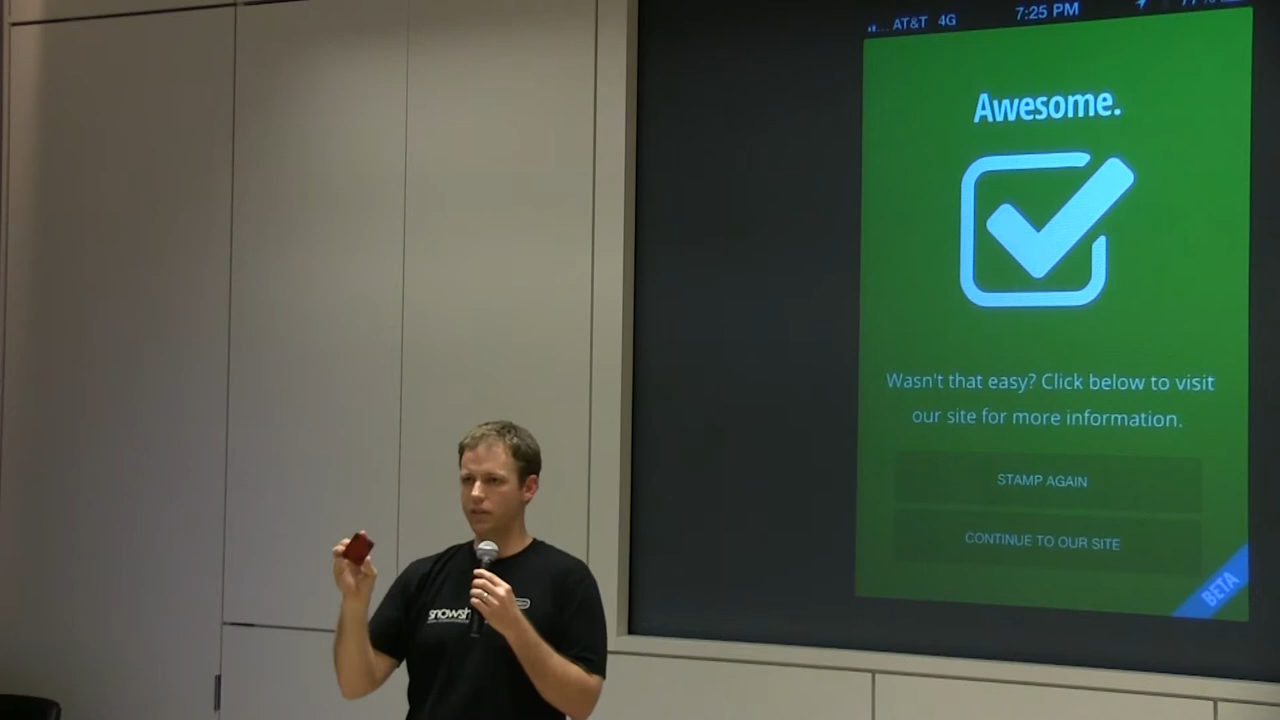 AT&T 4G 7:25 PM
Awesome.
Wasn't that easy? Click below to visit
our site for more information.
STAMP AGAIN
CONTINUE TO OUR SITE
BETA
snowsh